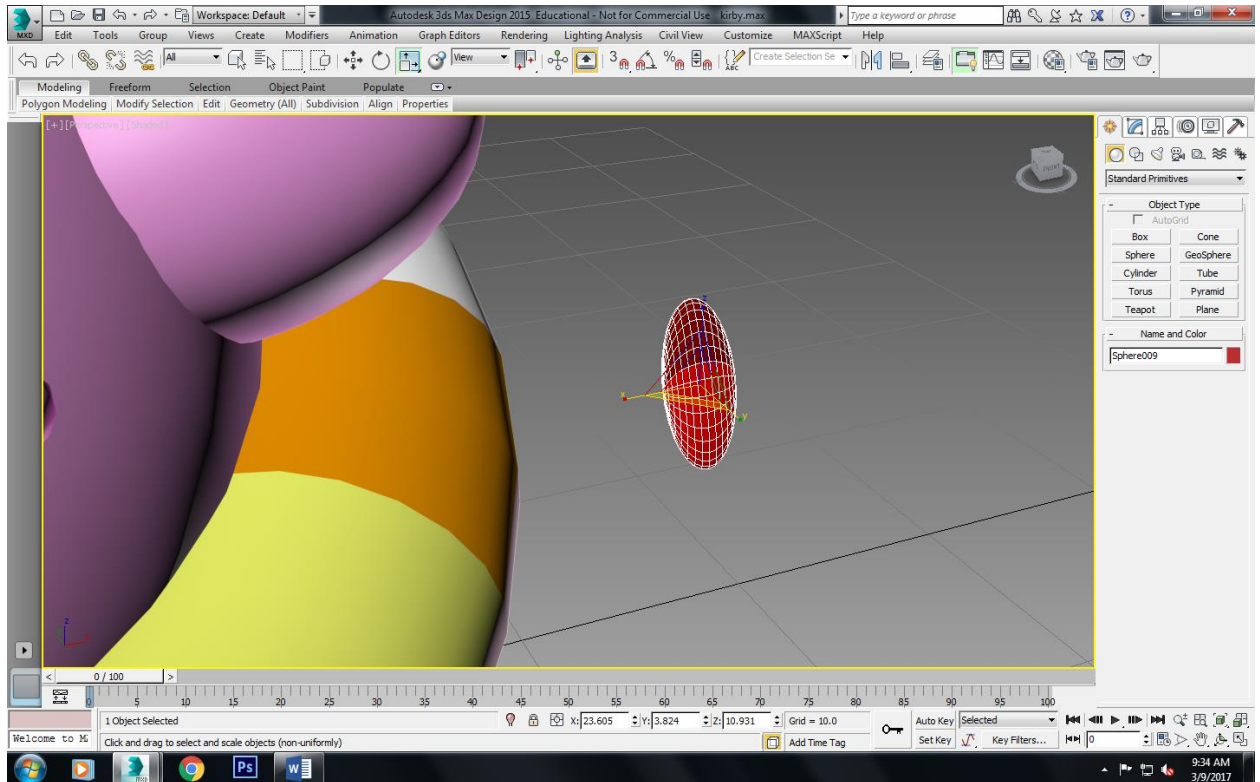 Workspace: Default
Autodesk 3ds Max Design 2015 Educational - Not for Commercial Use kirby.max
Type a keyword or phrase
MXD
Edit Tools Group Views Create Modifiers Animation Graph Editors Rendering Lighting Analysis Civil View Customize MAXScript Help
All View 3 ABC Create Selection Se
Modeling Freeform Selection Object Paint Populate
Polygon Modeling Modify Selection Edit Geometry (All) Subdivision Align Properties
[+] [Perspective] [Shaded]
FRONT
Standard Primitives
- Object Type
AutoGrid
Box Cone
Sphere GeoSphere
Cylinder Tube
Torus Pyramid
Teapot Plane
- Name and Color
Sphere009
z
x
y
z
x
< 0 / 100 >
0 5 10 15 20 25 30 35 40 45 50 55 60 65 70 75 80 85 90 95 100
1 Object Selected
X: 23.605 Y: 3.824 Z: 10.931 Grid = 10.0
Auto Key Selected
Welcome to M
Click and drag to select and scale objects (non-uniformly)
Add Time Tag
Set Key Key Filters... 0
MXD Ps W
9:34 AM
3/9/2017